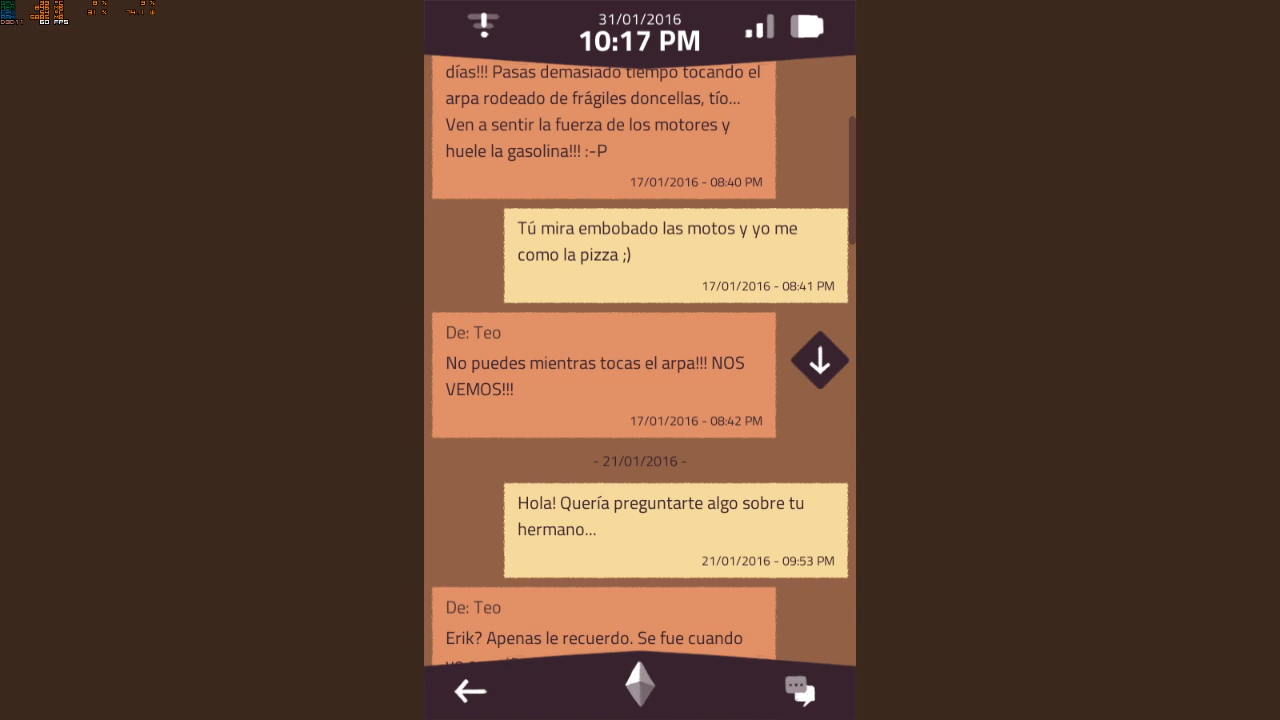 31/01/2016
10:17 PM
días!!! Pasas demasiado tiempo tocando el
arpa rodeado de frágiles doncellas, tío...
Ven a sentir la fuerza de los motores y
huele la gasolina!!! :-P
17/01/2016 - 08:40 PM
Tú mira embobado las motos y yo me
como la pizza ;)
17/01/2016 - 08:41 PM
De: Teo
No puedes mientras tocas el arpa!!! NOS
VEMOS!!!
17/01/2016 - 08:42 PM
- 21/01/2016 -
Hola! Quería preguntarte algo sobre tu
hermano...
21/01/2016 - 09:53 PM
De: Teo
Erik? Apenas le recuerdo. Se fue cuando